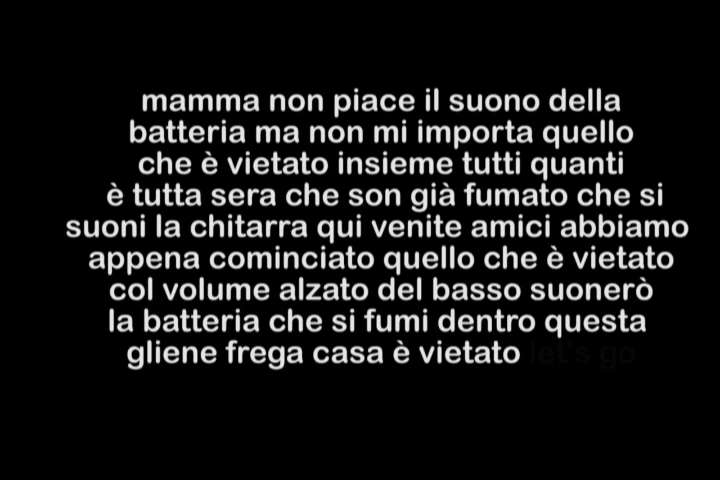 mamma non piace il suono della
batteria ma non mi importa quello
che è vietato insieme tutti quanti
è tutta sera che son già fumato che si
suoni la chitarra qui venite amici abbiamo
appena cominciato quello che è vietato
col volume alzato del basso suonerò
la batteria che si fumi dentro questa
gliene frega casa è vietato let's go